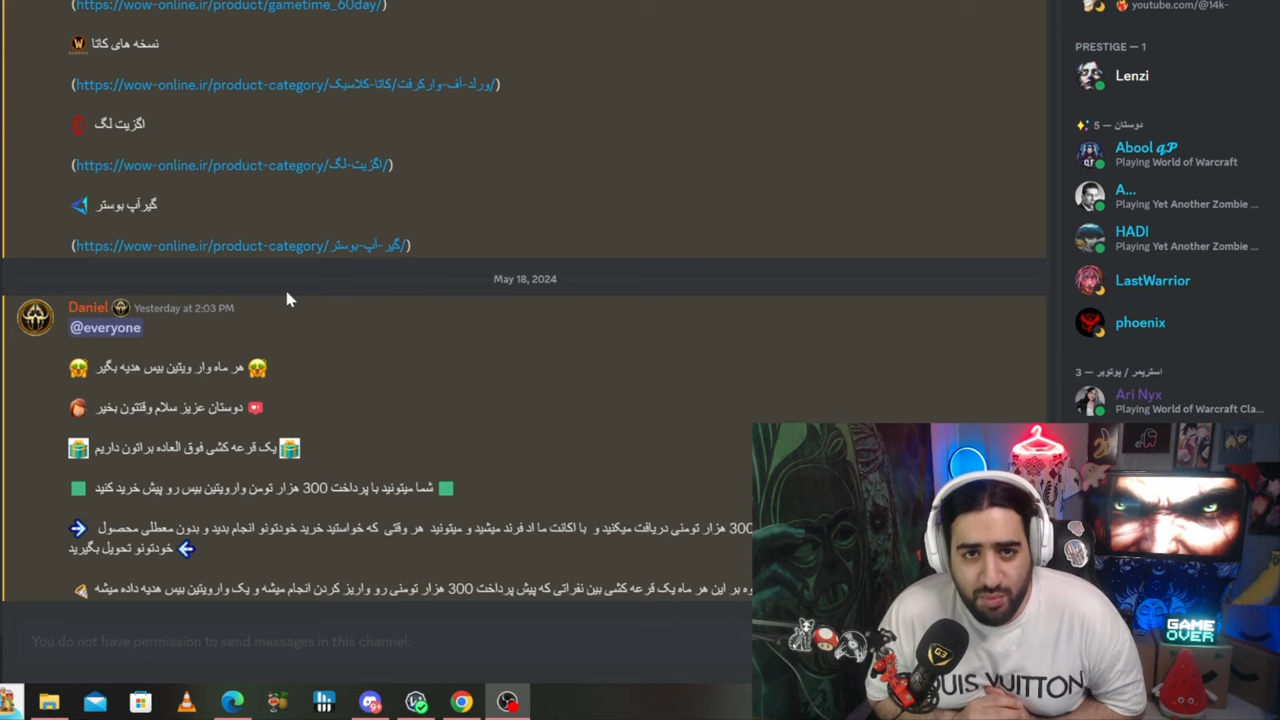 (https://wow-online.ir/product/gametime_60day/)
نسخه های کاتا
(https://wow-online.ir/product-category/ورلد-آف-وارکرفت/کاتا-کلاسیک/)
اگزیت لگ
(https://wow-online.ir/product-category/اگزیت-لگ/)
گیرآپ بوستر
(https://wow-online.ir/product-category/گیر-آپ-بوستر/)
May 18, 2024
Daniel Yesterday at 2:03 PM
@everyone
هر ماه وار ویتین بیس هدیه بگیر
دوستان عزیز سلام وقتتون بخیر
یک قرعه کشی فوق العاده براتون داریم
شما میتونید با پرداخت 300 هزار تومن وارویتین بیس رو پیش خرید کنید
300 هزار تومنی دریافت میکنید و با اکانت ما اد فرند میشید و میتونید هر وقتی که خواستید خرید خودتونو انجام بدید و بدون معطلی محصول
خودتونو تحویل بگیرید
وه بر این هر ماه یک قرعه کشی بین نفراتی که پیش پرداخت 300 هزار تومنی رو واریز کردن انجام میشه و یک وارویتین بیس هدیه داده میشه
You do not have permission to send messages in this channel.
youtube.com/@14k-
PRESTIGE — 1
Lenzi
دوستان — 5
Abool
Playing World of Warcraft
A...
Playing Yet Another Zombie ...
HADI
Playing Yet Another Zombie ...
LastWarrior
phoenix
استریمر / یوتوبر — 3
Ari Nyx
Playing World of Warcraft Cla...
GAME
OVER
G3
OUIS VUITTON